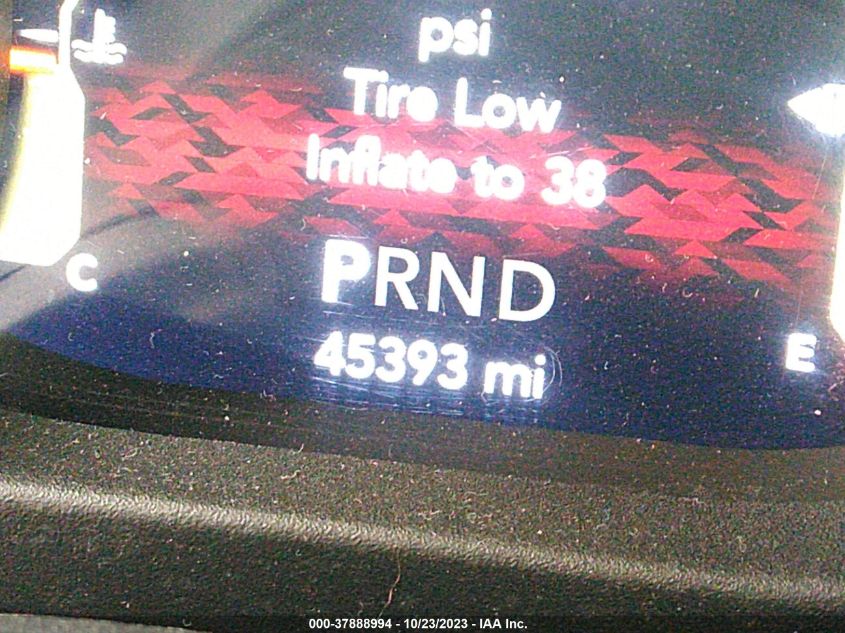 psi
Tire Low
Inflate to 38
PRND
C
45393 mi
E
000-37888994 - 10/23/2023 - IAA Inc.